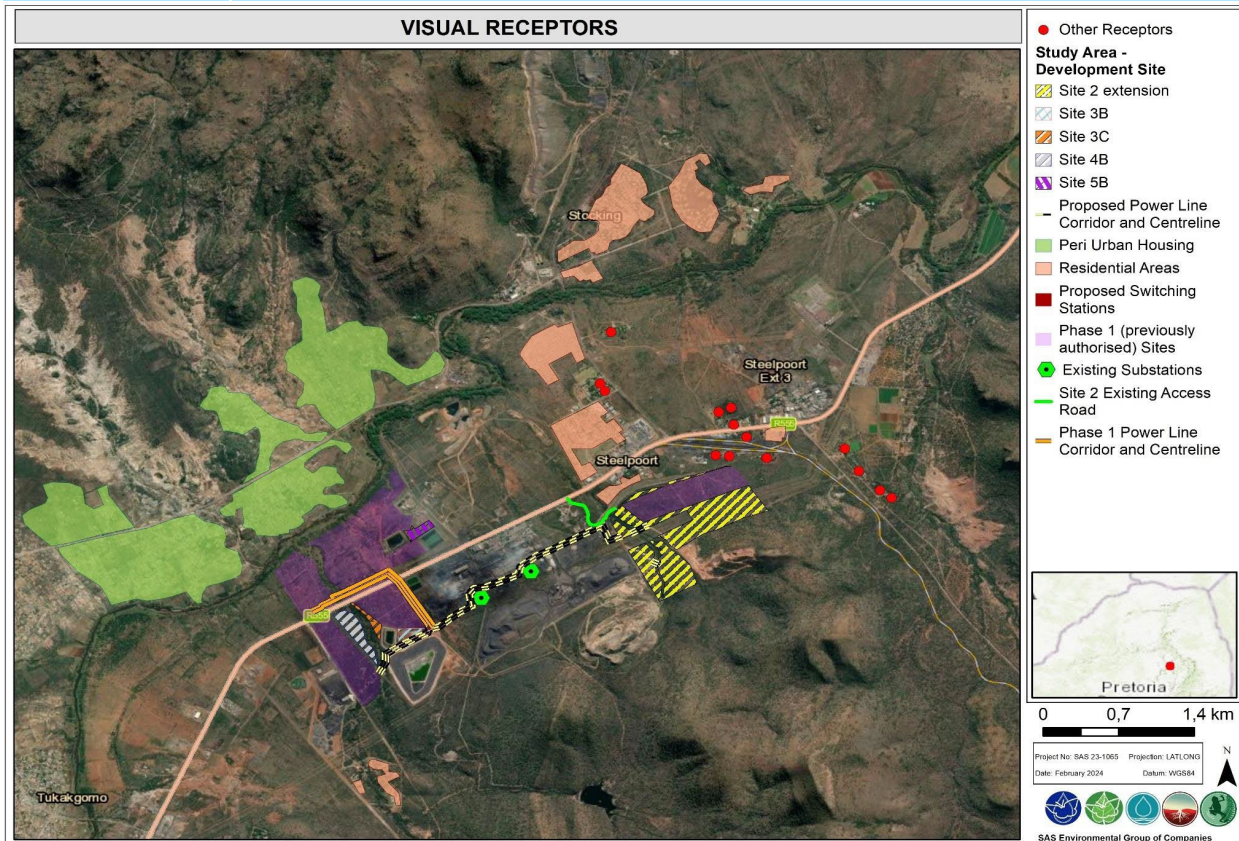 VISUAL RECEPTORS
Stocking
Steelpoort
Ext 3
R555
Steelpoort
R555
Tukakgomo
Other Receptors
Study Area -
Development Site
Site 2 extension
Site 3B
Site 3C
Site 4B
Site 5B
Proposed Power Line
Corridor and Centreline
Peri Urban Housing
Residential Areas
Proposed Switching
Stations
Phase 1 (previously
authorised) Sites
Existing Substations
Site 2 Existing Access
Road
Phase 1 Power Line
Corridor and Centreline
Pretoria
0 0,7 1,4 km
Project No: SAS 23-1065 Projection: LATLONG
Date: February 2024 Datum: WGS84
N
SAS Environmental Group of Companies